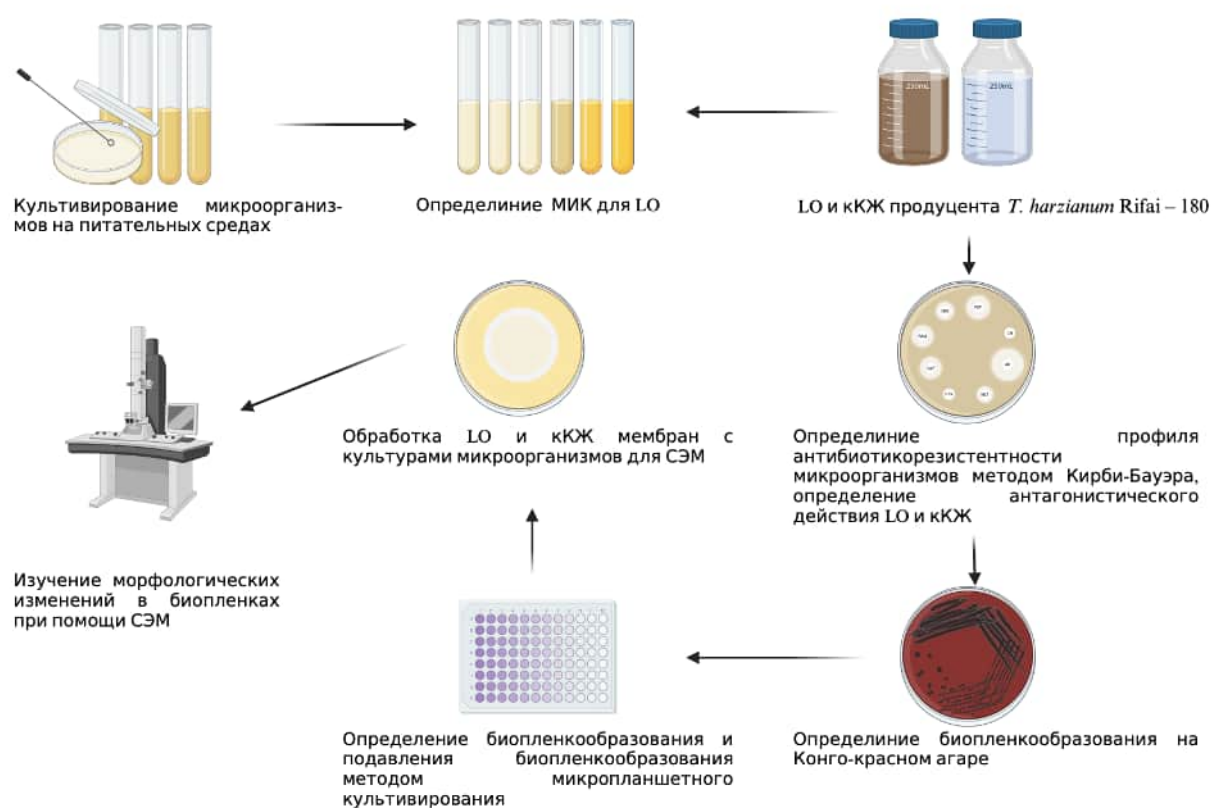 Культивирование микроорганиз-
мов на питательных средах
Определиние МИК для LO
250mL
250mL
LO и кКЖ продуцента T. harzianum Rifai – 180
Обработка LO и кКЖ мембран с
культурами микроорганизмов для СЭМ
Определиние профиля
антибиотикорезистентности
микроорганизмов методом Кирби-Бауэра,
определение антагонистического
действия LO и кКЖ
Изучение морфологических
изменений в биопленках
при помощи СЭМ
Определение биопленкообразования и
подавления биопленкообразования
методом микропланшетного
культивирования
Определиние биопленкообразования на
Конго-красном агаре